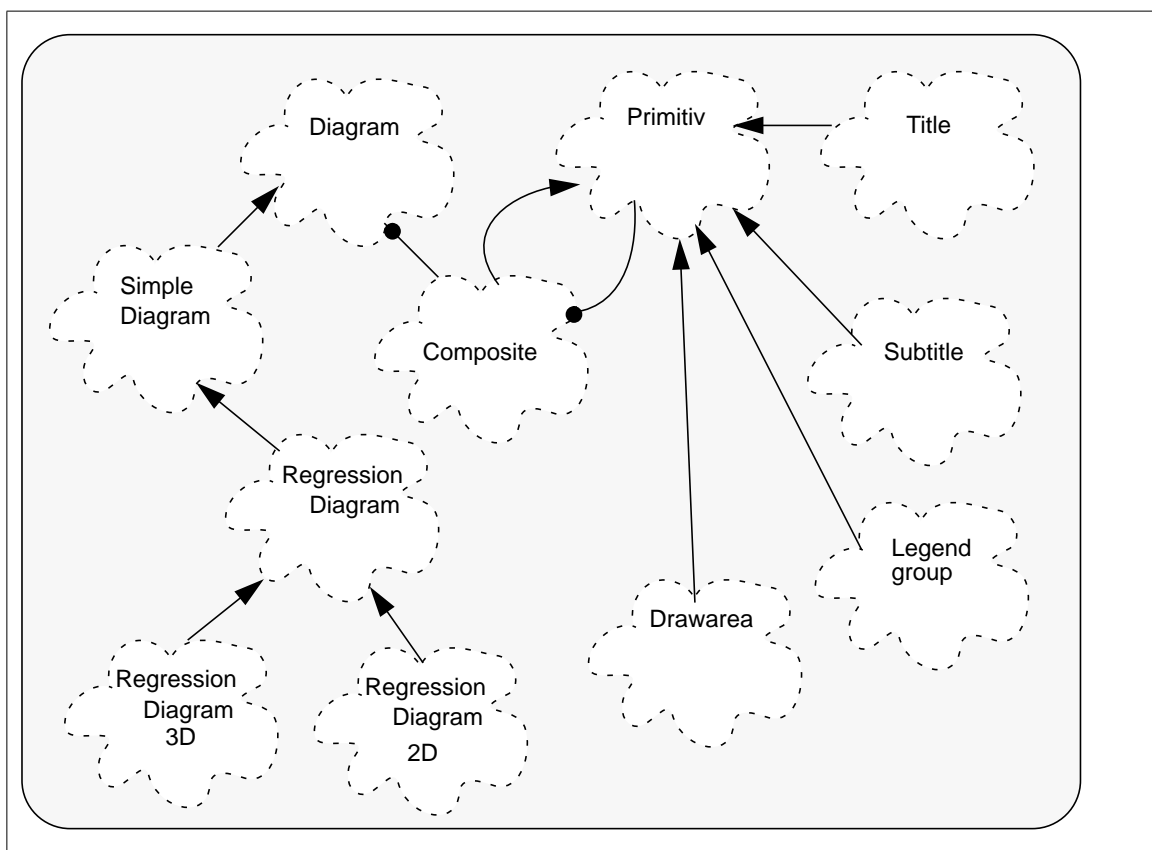 Diagram
Primitiv
Title
Simple
Diagram
Composite
Subtitle
Regression
Diagram
Legend
group
Drawarea
Regression
Diagram
3D
Regression
Diagram
2D